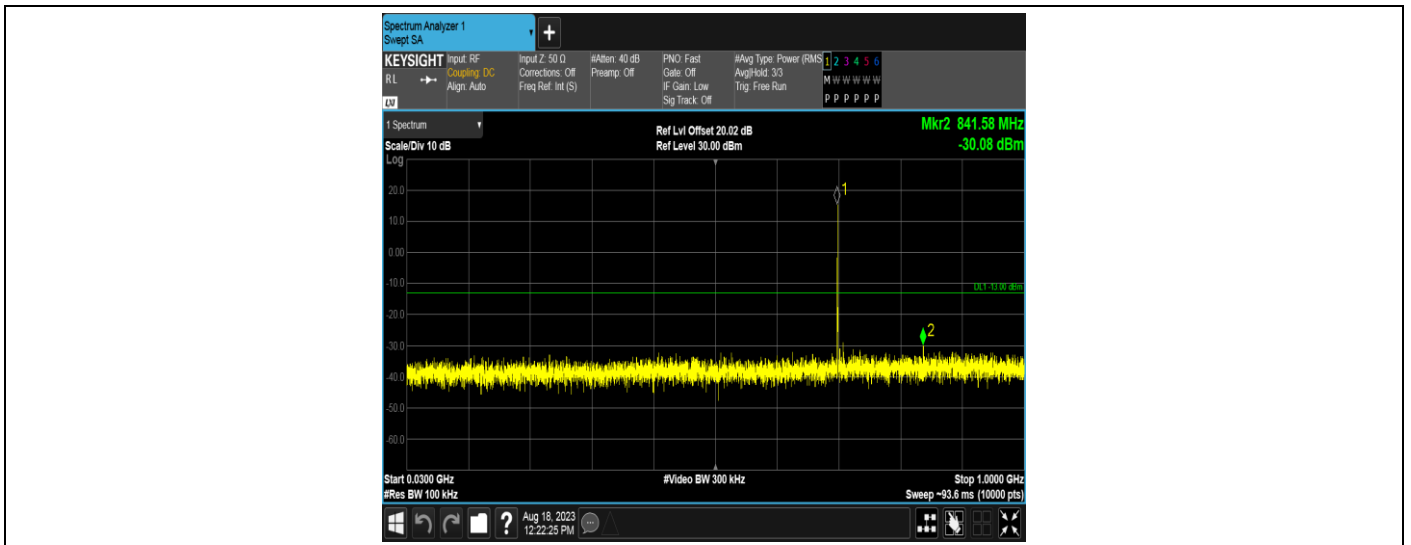 Spectrum Analyzer 1
Swept SA
+
KEYSIGHT
RL
LXI
Input: RF
Coupling: DC
Align: Auto
Input Z: 50 Ω
Corrections: Off
Freq Ref: Int (S)
#Atten: 40 dB
Preamp: Off
PNO: Fast
Gate: Off
IF Gain: Low
Sig Track: Off
#Avg Type: Power (RMS
Avg|Hold: 3/3
Trig: Free Run
1 2 3 4 5 6
M W W W W W
P P P P P P
1 Spectrum
Scale/Div 10 dB
Log
Ref Lvl Offset 20.02 dB
Ref Level 30.00 dBm
Mkr2 841.58 MHz
-30.08 dBm
20.0
10.0
0.00
-10.0
-20.0
-30.0
-40.0
-50.0
-60.0
1
DL1 -13.00 dBm
2
Start 0.0300 GHz
#Res BW 100 kHz
#Video BW 300 kHz
Stop 1.0000 GHz
Sweep ~93.6 ms (10000 pts)
?
Aug 18, 2023
12:22:25 PM